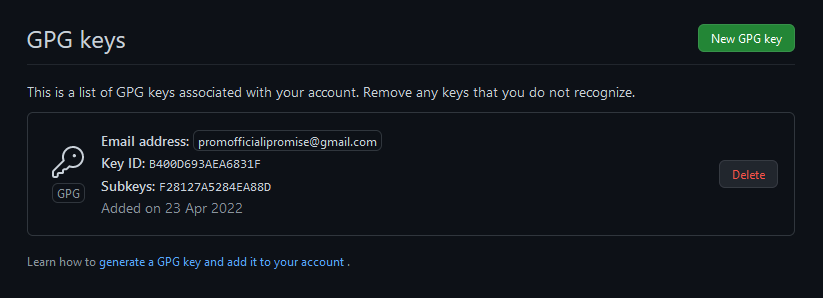 GPG keys
New GPG key
This is a list of GPG keys associated with your account. Remove any keys that you do not recognize.
Email address: promofficialipromise@gmail.com
Key ID: B400D693AEA6831F
Subkeys: F28127A5284EA88D
Added on 23 Apr 2022
GPG
Delete
Learn how to generate a GPG key and add it to your account .